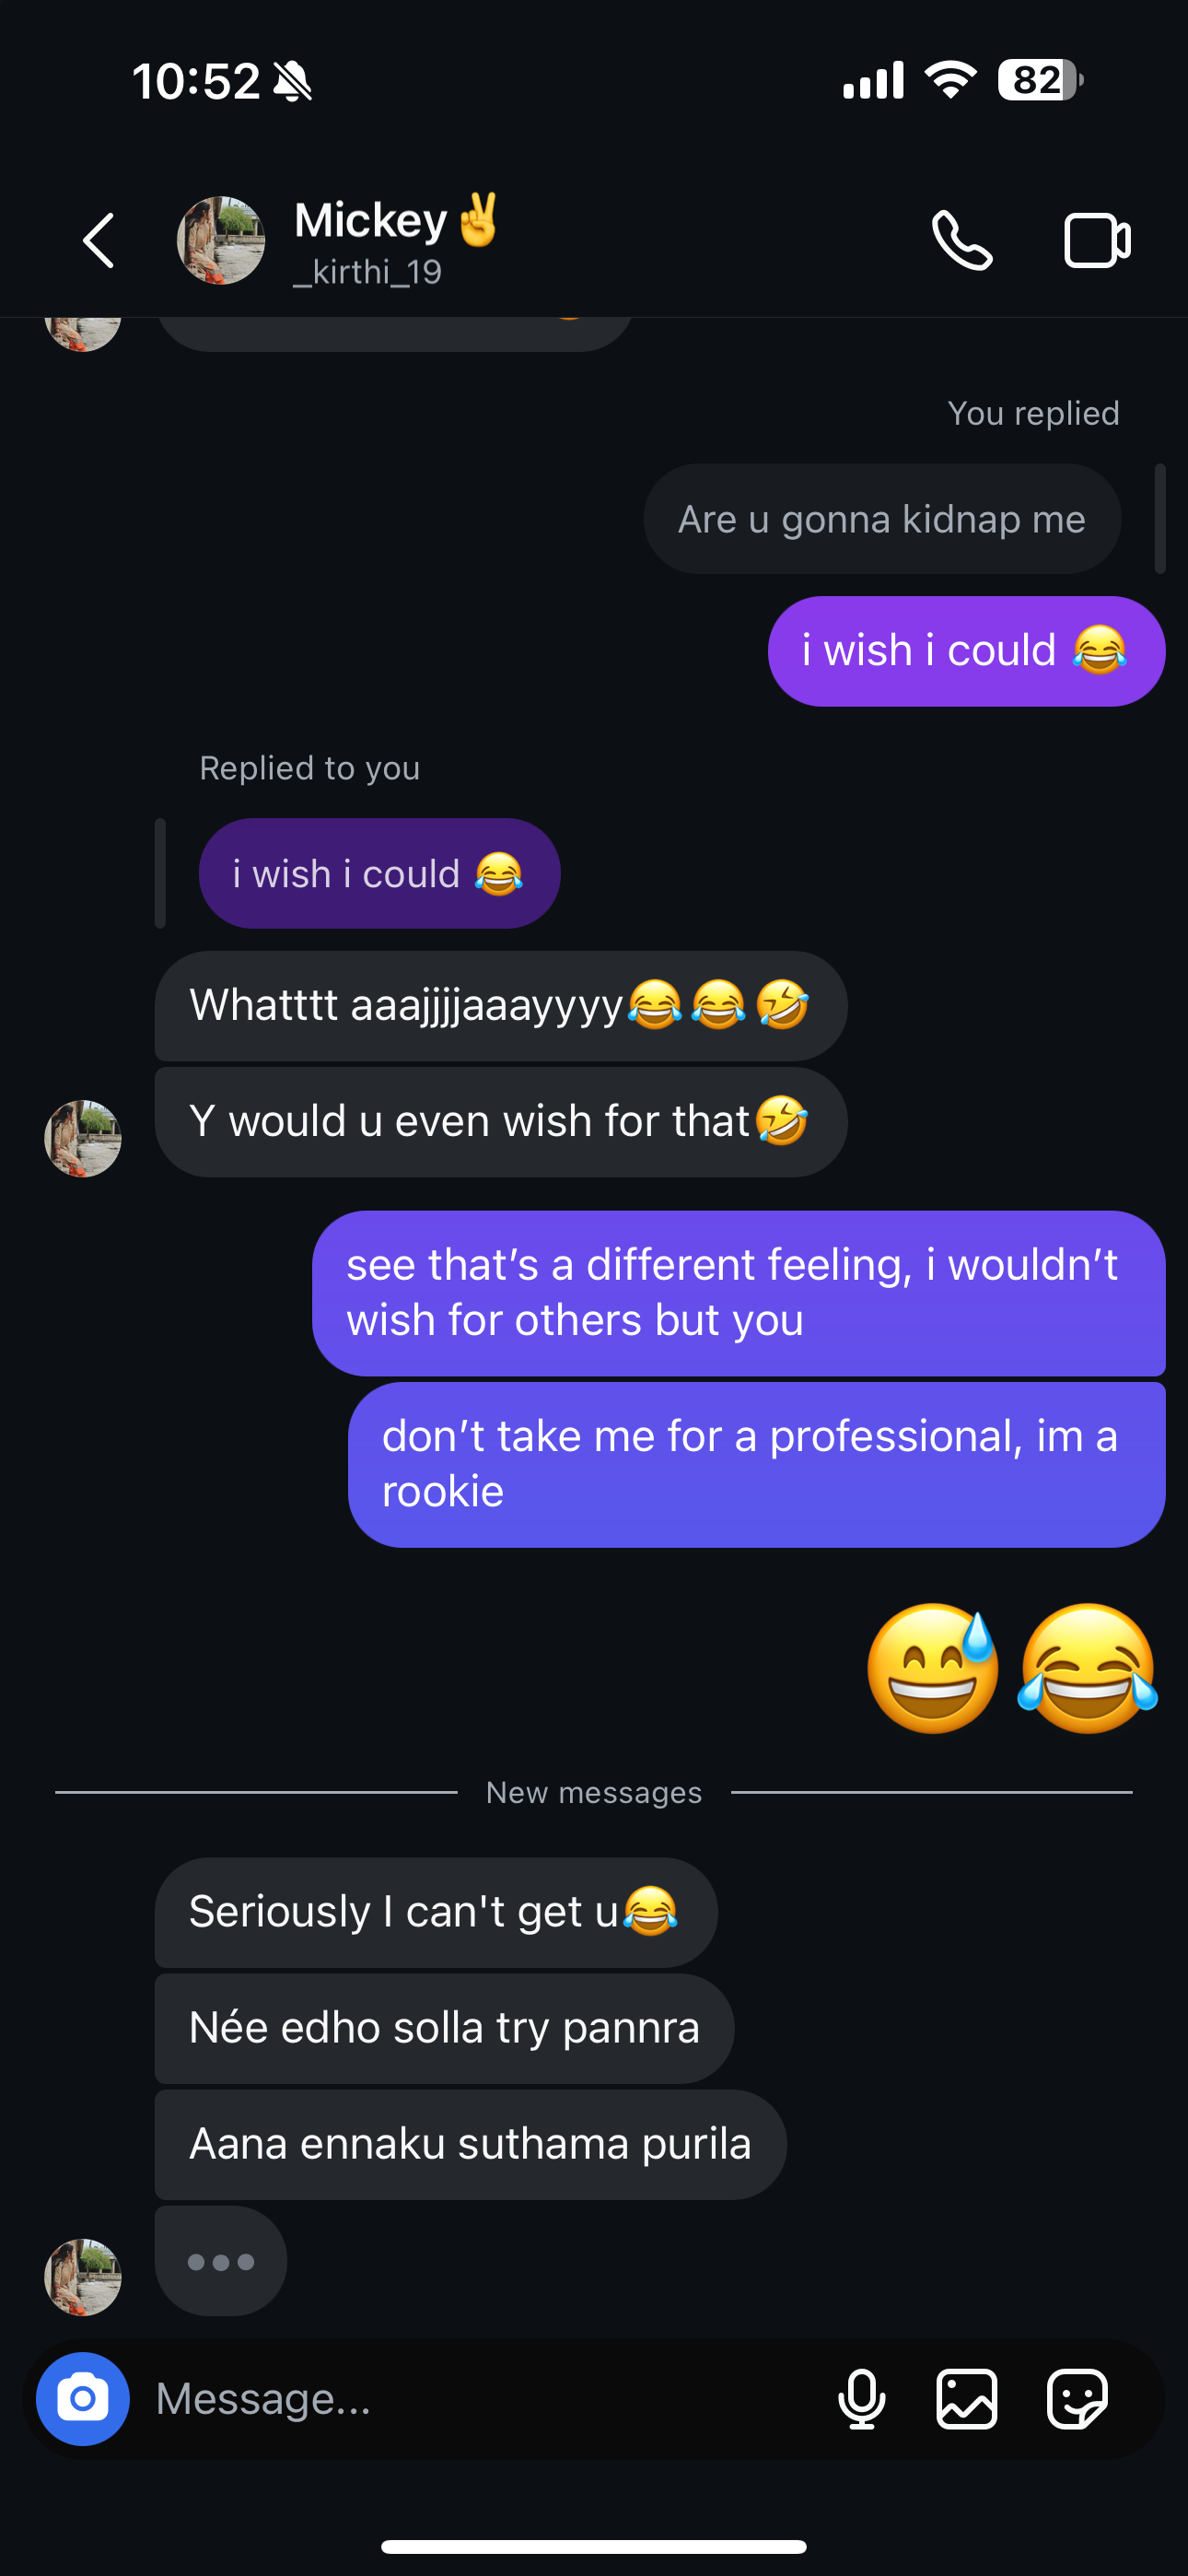 10:52
82
Mickey✌️
_kirthi_19
You replied
Are u gonna kidnap me
i wish i could 😂
Replied to you
i wish i could 😂
Whatttt aaajjjjaaayyyy😂😂🤣
Y would u even wish for that🤣
see that’s a different feeling, i wouldn’t
wish for others but you
don’t take me for a professional, im a
rookie
😅😂
New messages
Seriously I can't get u😂
Née edho solla try pannra
Aana ennaku suthama purila
Message...